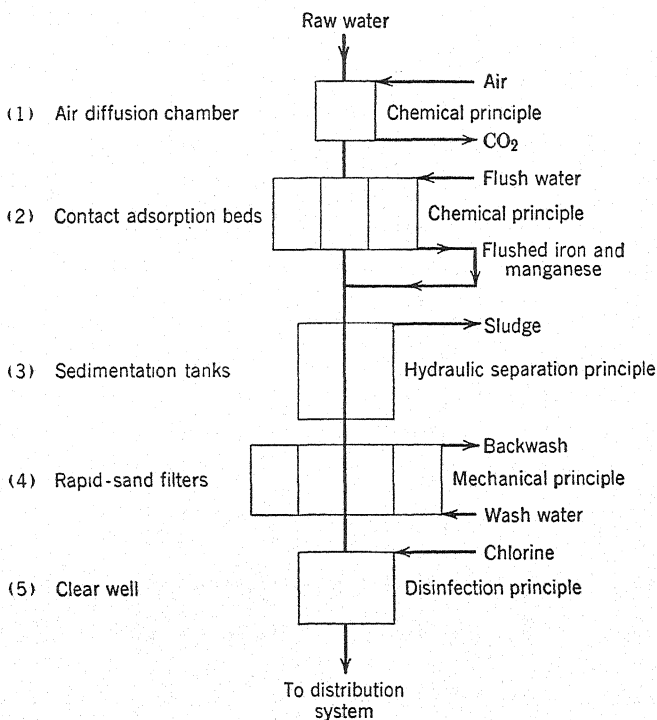 Raw water
Air
(1) Air diffusion chamber
Chemical principle
CO₂
Flush water
(2) Contact adsorption beds
Chemical principle
Flushed iron and
manganese
Sludge
(3) Sedimentation tanks
Hydraulic separation principle
Backwash
(4) Rapid-sand filters
Mechanical principle
Wash water
Chlorine
(5) Clear well
Disinfection principle
To distribution
system